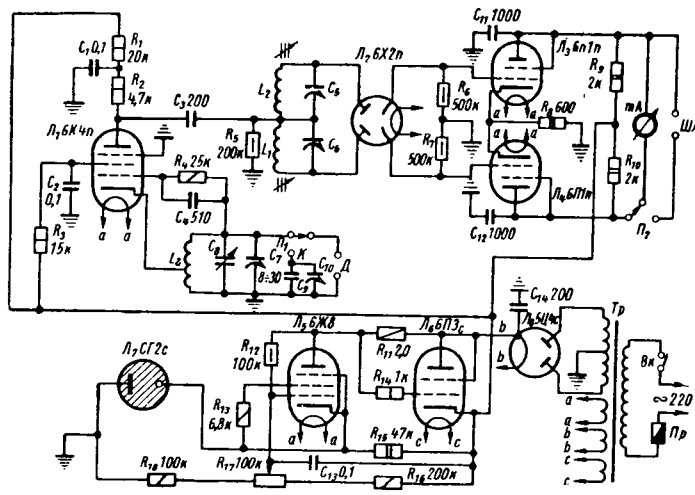 C₁ 0,1
R₁
20к
R₂
4,7к
Л₁ 6К4п
C₃ 200
R₅
200к
L₂
L₁
C₅
C₆
Л₂ 6Х2п
C₁₁ 1000
Л₃ 6п1п
R₆
500к
R₇
500к
a
a
R₈ 600
a
a
Л₄ 6П1п
C₁₂ 1000
R₉
2к
R₁₀
2к
mA
П₂
C₂
0,1
R₃
15к
R₄ 25к
C₄ 510
a
a
C₈
C₇
8÷30
П₁
К
C₉
C₁₀
Д
C₁₄ 200
Тр
b
b
Вк
~220
Пр
a
a
b
b
c
c
Л₇ СГ2с
Л₅ 6Ж8
Л₆ 6П3с
R₁₂
100к
R₁₁ 2,0
R₁₄ 1к
R₁₃
6,8к
a
a
c
c
R₁₅ 47к
R₁₈ 100к
R₁₇ 100к
C₁₃ 0,1
R₁₆ 200к